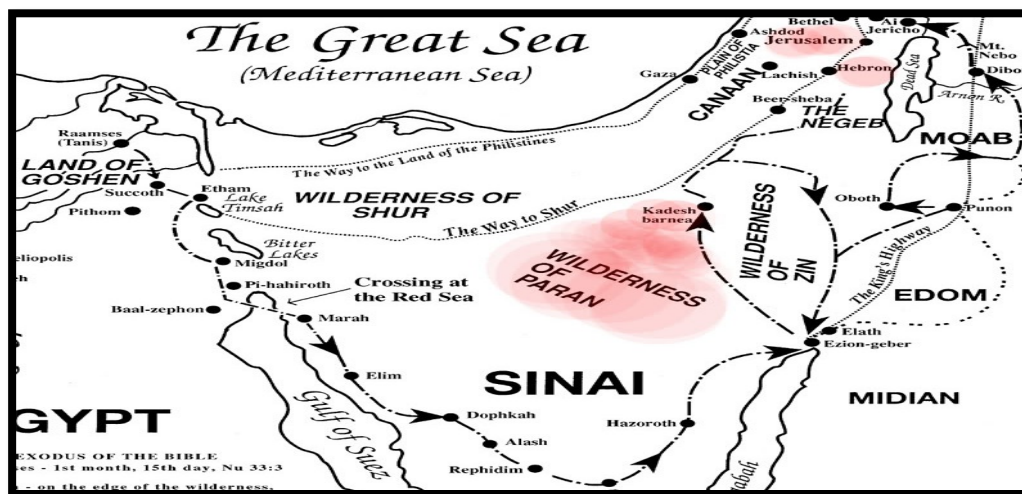 The Great Sea
(Mediterranean Sea)
Bethel
Ai
Jericho
Ashdod
Jerusalem
Mt.
Nebo
Gaza
PLAIN OF
PHILISTIA
Lachish
Hebron
Dead Sea
Dibo
CANAAN
Arnon R.
Beer-sheba
THE
NEGEB
MOAB
Raamses
(Tanis)
LAND OF
GOSHEN
Succoth
Pithom
Etham
Lake
Timsah
The Way to the Land of the Philistines
WILDERNESS OF
SHUR
The Way to Shur
Kadesh
barnea
WILDERNESS
OF
ZIN
Oboth
Punon
The King's Highway
EDOM
Bitter
Lakes
eliopolis
Migdol
Pi-hahiroth
Crossing at
the Red Sea
Baal-zephon
Marah
WILDERNESS
OF
PARAN
Elath
Ezion-geber
Elim
SINAI
MIDIAN
Gulf of Suez
Dophkah
Hazoroth
Alash
Rephidim
GYPT
EXODUS OF THE BIBLE
ses - 1st month, 15th day, Nu 33:3
- on the edge of the wilderness,
abah